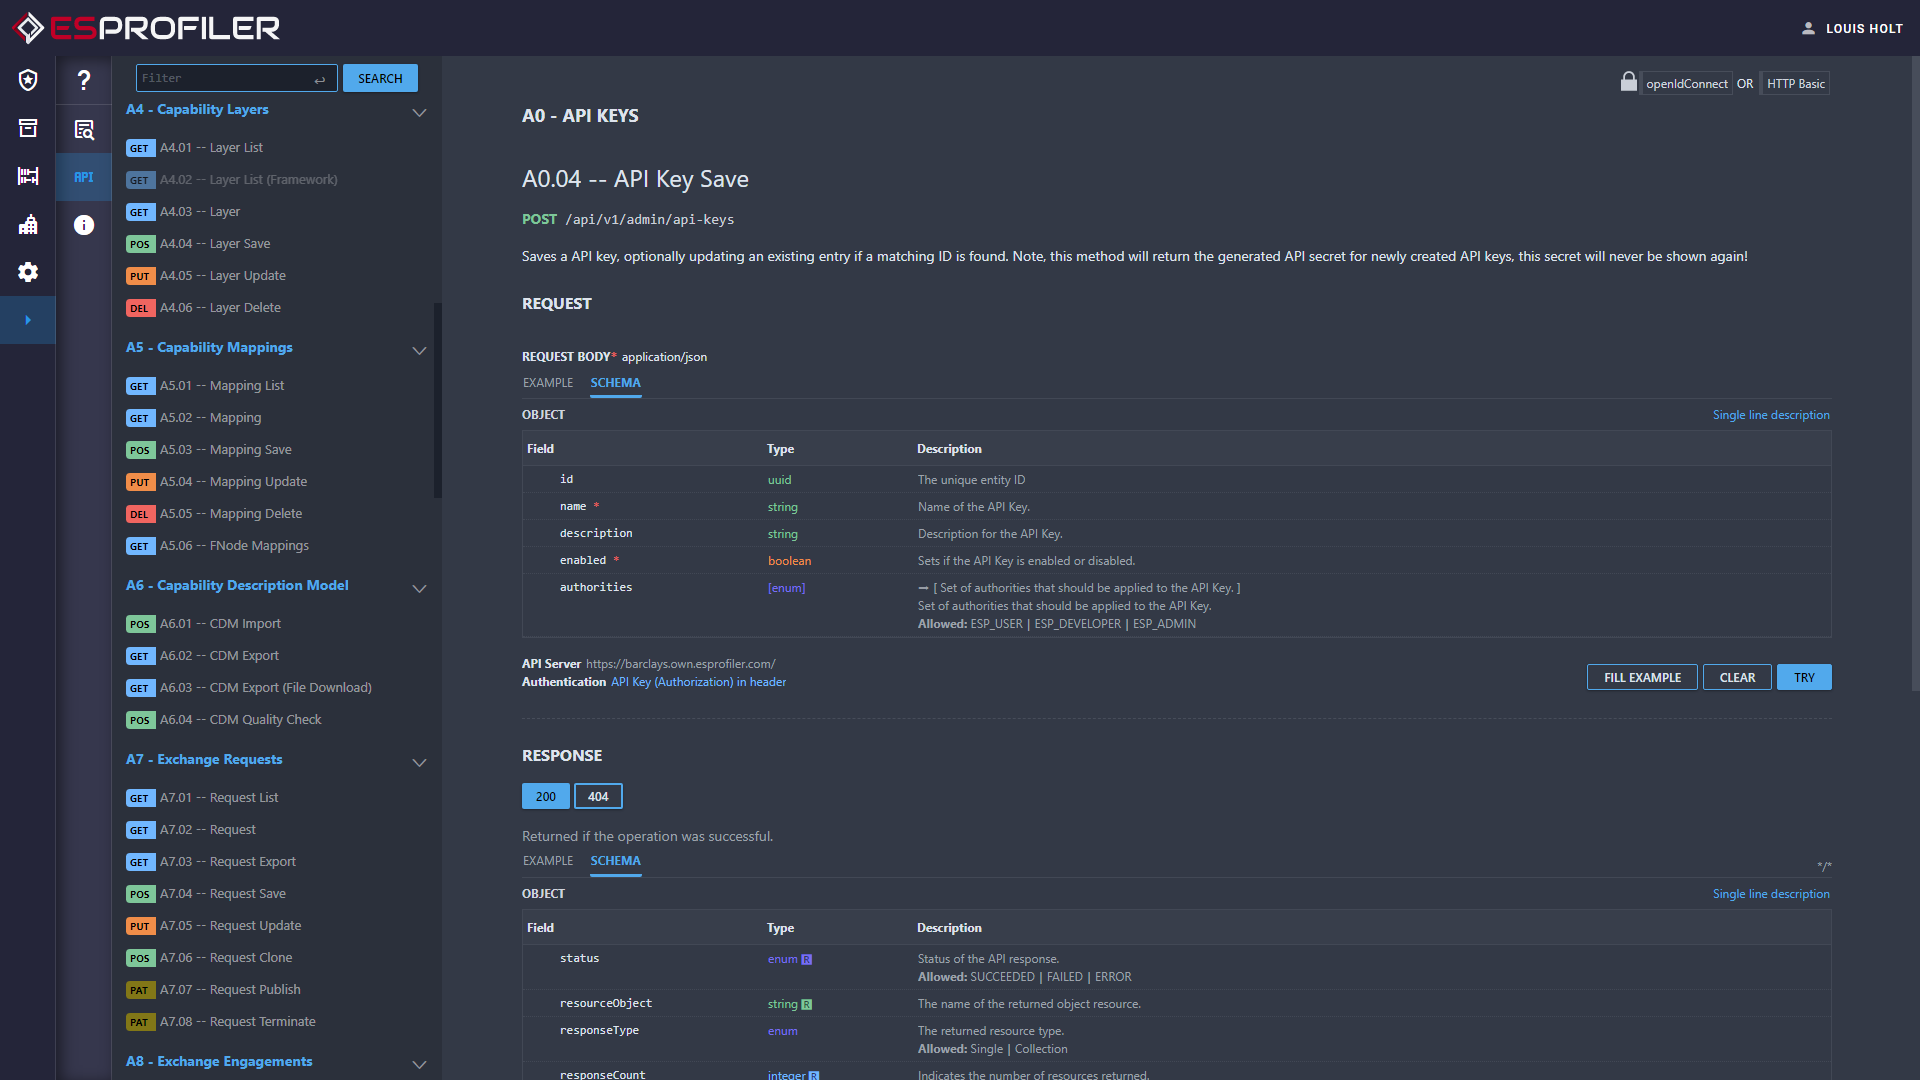 ESPROFILER
LOUIS HOLT
?
API
Filter
SEARCH
A4 - Capability Layers
GET A4.01 -- Layer List
GET A4.02 -- Layer List (Framework)
GET A4.03 -- Layer
POS A4.04 -- Layer Save
PUT A4.05 -- Layer Update
DEL A4.06 -- Layer Delete
A5 - Capability Mappings
GET A5.01 -- Mapping List
GET A5.02 -- Mapping
POS A5.03 -- Mapping Save
PUT A5.04 -- Mapping Update
DEL A5.05 -- Mapping Delete
GET A5.06 -- FNode Mappings
A6 - Capability Description Model
POS A6.01 -- CDM Import
GET A6.02 -- CDM Export
GET A6.03 -- CDM Export (File Download)
POS A6.04 -- CDM Quality Check
A7 - Exchange Requests
GET A7.01 -- Request List
GET A7.02 -- Request
GET A7.03 -- Request Export
POS A7.04 -- Request Save
PUT A7.05 -- Request Update
POS A7.06 -- Request Clone
PAT A7.07 -- Request Publish
PAT A7.08 -- Request Terminate
A8 - Exchange Engagements
openIdConnect OR HTTP Basic
A0 - API KEYS
A0.04 -- API Key Save
POST /api/v1/admin/api-keys
Saves a API key, optionally updating an existing entry if a matching ID is found. Note, this method will return the generated API secret for newly created API keys, this secret will never be shown again!
REQUEST
REQUEST BODY* application/json
EXAMPLE SCHEMA
OBJECT Single line description
Field Type Description
id uuid The unique entity ID
name * string Name of the API Key.
description string Description for the API Key.
enabled * boolean Sets if the API Key is enabled or disabled.
authorities [enum] [ Set of authorities that should be applied to the API Key. ]
Set of authorities that should be applied to the API Key.
Allowed: ESP_USER | ESP_DEVELOPER | ESP_ADMIN
API Server https://barclays.own.esprofiler.com/
Authentication API Key (Authorization) in header
FILL EXAMPLE CLEAR TRY
RESPONSE
200 404
Returned if the operation was successful.
EXAMPLE SCHEMA */*
OBJECT Single line description
Field Type Description
status enum R Status of the API response.
Allowed: SUCCEEDED | FAILED | ERROR
resourceObject string R The name of the returned object resource.
responseType enum The returned resource type.
Allowed: Single | Collection
responseCount integer R Indicates the number of resources returned.